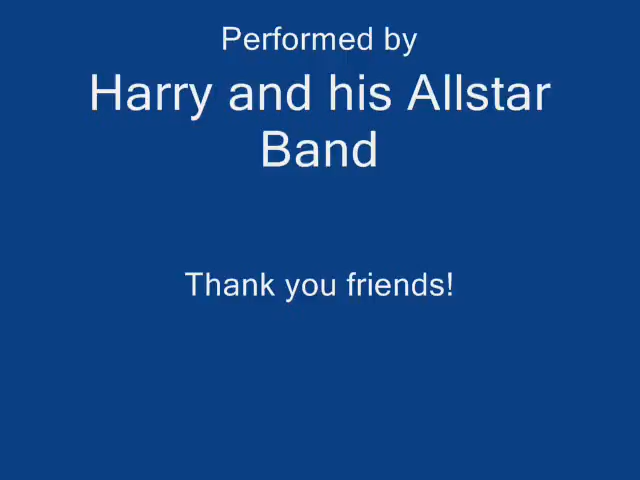 Performed by
Harry and his Allstar
Band
Thank you friends!